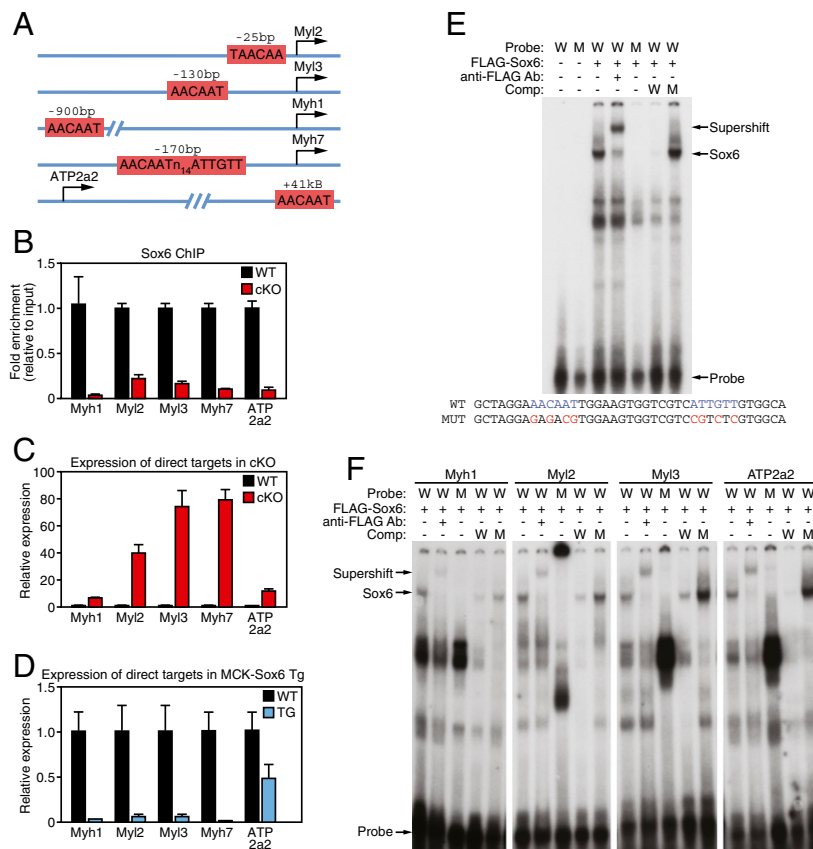 A
-25bp
Myl2
TAACAA
-130bp
Myl3
AACAAT
-900bp
Myh1
AACAAT
-170bp
Myh7
AACAATn14ATTGTT
ATP2a2
+41kB
AACAAT
B
Sox6 ChIP
WT
cKO
Fold enrichment
(relative to input)
1.5
1.0
0.5
0
Myh1 Myl2 Myl3 Myh7 ATP
2a2
C
Expression of direct targets in cKO
WT
cKO
Relative expression
100
80
60
40
20
0
Myh1 Myl2 Myl3 Myh7 ATP
2a2
D
Expression of direct targets in MCK-Sox6 Tg
WT
TG
Relative expression
1.5
1.0
0.5
0
Myh1 Myl2 Myl3 Myh7 ATP
2a2
E
Probe: W M W W M W W
FLAG-Sox6: - - + + + + +
anti-FLAG Ab: - - - + - - -
Comp: - - - - - W M
Supershift
Sox6
Probe
WT GCTAGGAAACAATTGGAAGTGGTCGTCATTGTTGTGGCA
MUT GCTAGGAGAGACGTGGAAGTGGTCGTCCGTCTCGTGGCA
F
Myh1 Myl2 Myl3 ATP2a2
Probe: W W M W W W W M W W W W M W W W W M W W
FLAG-Sox6: + + + + + + + + + + + + + + + + + + + +
anti-FLAG Ab: - + - - - - + - - - - + - - - - + - - -
Comp: - - - W M - - - W M - - - W M - - - W M
Supershift
Sox6
Probe